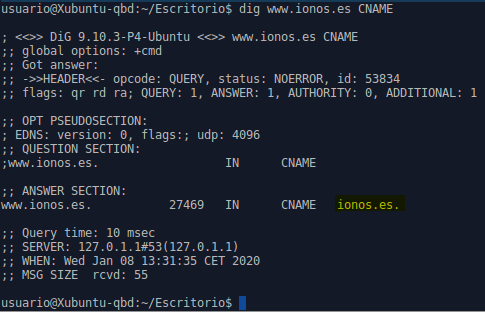 usuario@Xubuntu-qbd:~/Escritorio$ dig www.ionos.es CNAME
; <<>> DiG 9.10.3-P4-Ubuntu <<>> www.ionos.es CNAME
;; global options: +cmd
;; Got answer:
;; ->>HEADER<<- opcode: QUERY, status: NOERROR, id: 53834
;; flags: qr rd ra; QUERY: 1, ANSWER: 1, AUTHORITY: 0, ADDITIONAL: 1
;; OPT PSEUDOSECTION:
; EDNS: version: 0, flags:; udp: 4096
;; QUESTION SECTION:
;www.ionos.es. IN CNAME
;; ANSWER SECTION:
www.ionos.es. 27469 IN CNAME ionos.es.
;; Query time: 10 msec
;; SERVER: 127.0.1.1#53(127.0.1.1)
;; WHEN: Wed Jan 08 13:31:35 CET 2020
;; MSG SIZE rcvd: 55
usuario@Xubuntu-qbd:~/Escritorio$